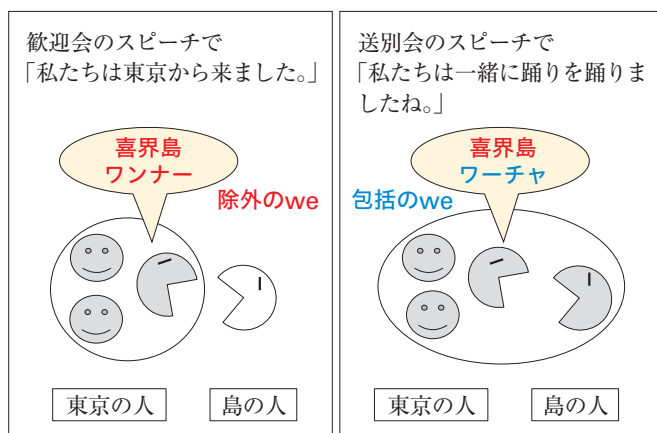 歓迎会のスピーチで
「私たちは東京から来ました。」
喜界島
ワンナー
除外のwe
東京の人
島の人
送別会のスピーチで
「私たちは一緒に踊りを踊りま
したね。」
喜界島
ワーチャ
包括のwe
東京の人
島の人